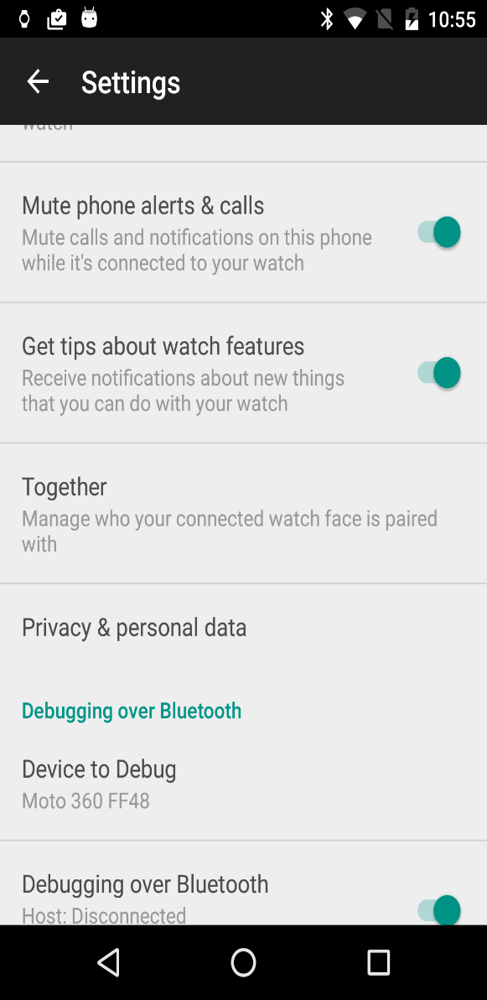 10:55
Settings
watch
Mute phone alerts & calls
Mute calls and notifications on this phone
while it's connected to your watch
Get tips about watch features
Receive notifications about new things
that you can do with your watch
Together
Manage who your connected watch face is paired
with
Privacy & personal data
Debugging over Bluetooth
Device to Debug
Moto 360 FF48
Debugging over Bluetooth
Host: Disconnected